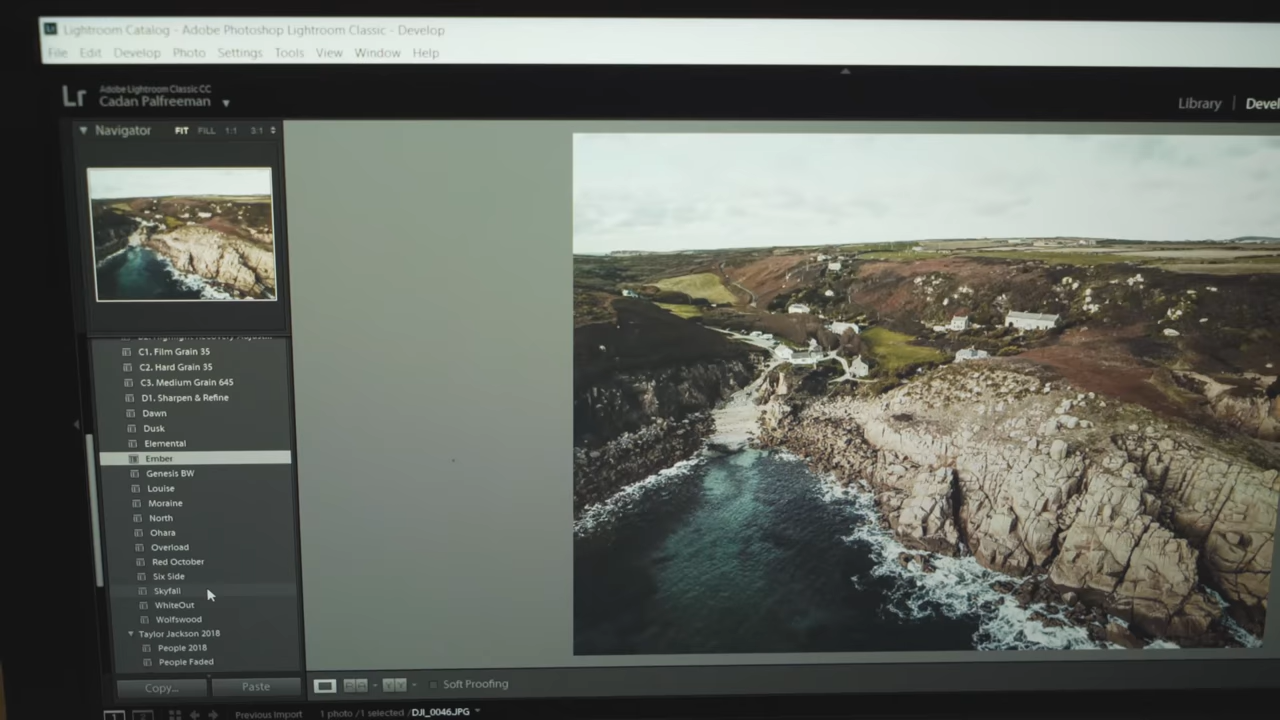 Lightroom Catalog - Adobe Photoshop Lightroom Classic - Develop
File Edit Develop Photo Settings Tools View Window Help
Lr Adobe Lightroom Classic CC
Cadan Palfreeman
Library |
Navigator FIT FILL 1:1 3:1
C1. Film Grain 35
C2. Hard Grain 35
C3. Medium Grain 645
D1. Sharpen & Refine
Dawn
Dusk
Elemental
Ember
Genesis BW
Louise
Moraine
North
Ohara
Overload
Red October
Six Side
Skyfall
WhiteOut
Wolfswood
Taylor Jackson 2018
People 2018
People Faded
Copy... Paste
Soft Proofing
Previous Import 1 photo /1 selected /DJI_0046.JPG